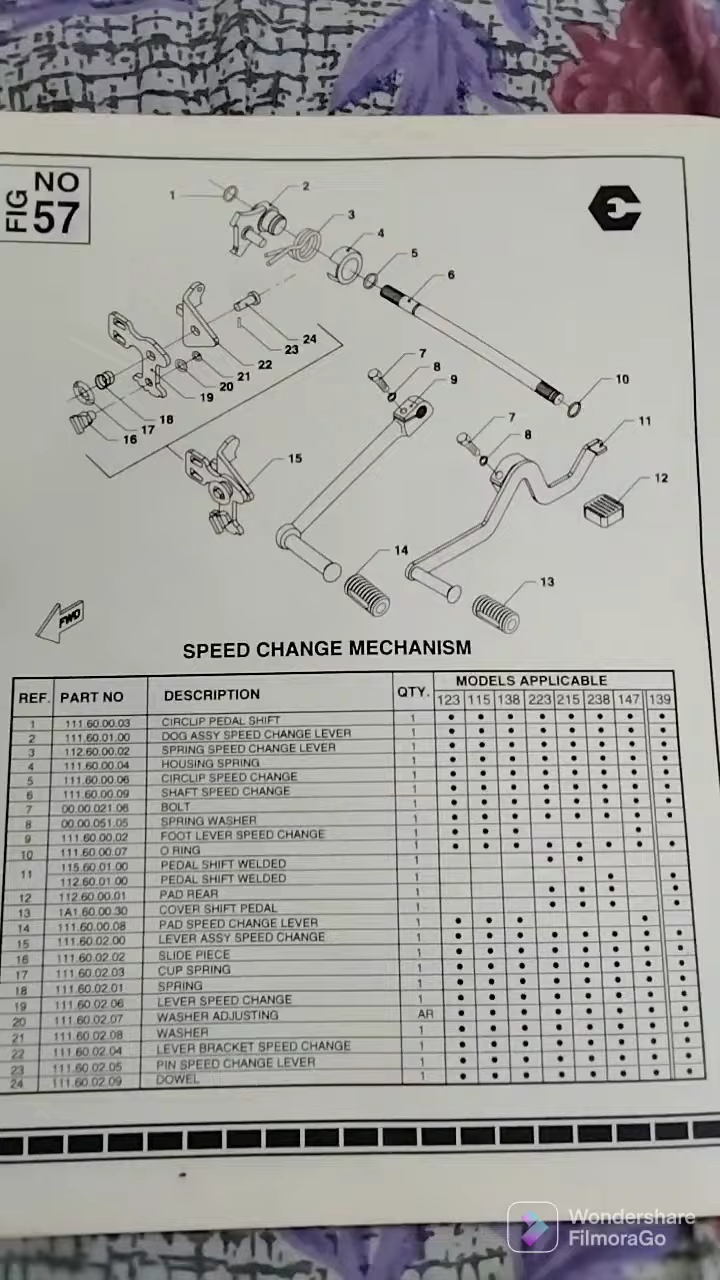 FIG NO 57
1
2
3
4
5
6
7
8
9
10
11
12
13
14
15
16
17
18
19
20
21
22
23
24
7
8
FWD
SPEED CHANGE MECHANISM
REF. PART NO DESCRIPTION QTY. MODELS APPLICABLE
123 115 138 223 215 238 147 139
1 111.60.00.03 CIRCLIP PEDAL SHIFT 1 • • • • • • • •
2 111.60.01.00 DOG ASSY SPEED CHANGE LEVER 1 • • • • • • • •
3 112.60.00.02 SPRING SPEED CHANGE LEVER 1 • • • • • • • •
4 111.60.00.04 HOUSING SPRING 1 • • • • • • • •
5 111.60.00.06 CIRCLIP SPEED CHANGE 1 • • • • • • • •
6 111.60.00.09 SHAFT SPEED CHANGE 1 • • • • • • • •
7 00.00.021.06 BOLT 1 • • • • • • • •
8 00.00.051.05 SPRING WASHER 1 • • • • • • • •
9 111.60.00.02 FOOT LEVER SPEED CHANGE 1 • • • •
10 111.60.00.07 O RING 1 • • • • • • • •
11 115.60.01.00 PEDAL SHIFT WELDED 1 • •
112.60.01.00 PEDAL SHIFT WELDED 1 • •
12 112.60.00.01 PAD REAR 1 • • • •
13 1A1.60.00.30 COVER SHIFT PEDAL 1 • • • •
14 111.60.00.08 PAD SPEED CHANGE LEVER 1 • • • •
15 111.60.02.00 LEVER ASSY SPEED CHANGE 1 • • • • • • • •
16 111.60.02.02 SLIDE PIECE 1 • • • • • • • •
17 111.60.02.03 CUP SPRING 1 • • • • • • • •
18 111.60.02.01 SPRING 1 • • • • • • • •
19 111.60.02.06 LEVER SPEED CHANGE 1 • • • • • • • •
20 111.60.02.07 WASHER ADJUSTING AR • • • • • • • •
21 111.60.02.08 WASHER 1 • • • • • • • •
22 111.60.02.04 LEVER BRACKET SPEED CHANGE 1 • • • • • • • •
23 111.60.02.05 PIN SPEED CHANGE LEVER 1 • • • • • • • •
24 111.60.02.09 DOWEL 1 • • • • • • • •
Wondershare
FilmoraGo